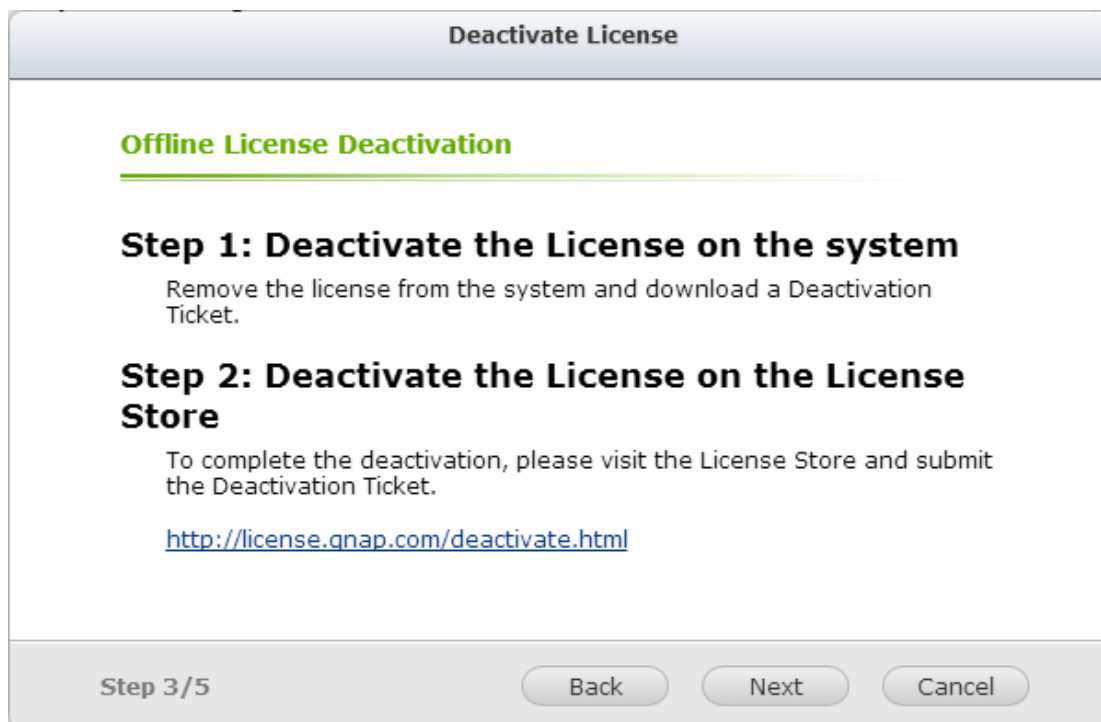 Deactivate License
Offline License Deactivation
Step 1: Deactivate the License on the system
Remove the license from the system and download a Deactivation
Ticket.
Step 2: Deactivate the License on the License
Store
To complete the deactivation, please visit the License Store and submit
the Deactivation Ticket.
http://license.qnap.com/deactivate.html
Step 3/5
Back Next Cancel